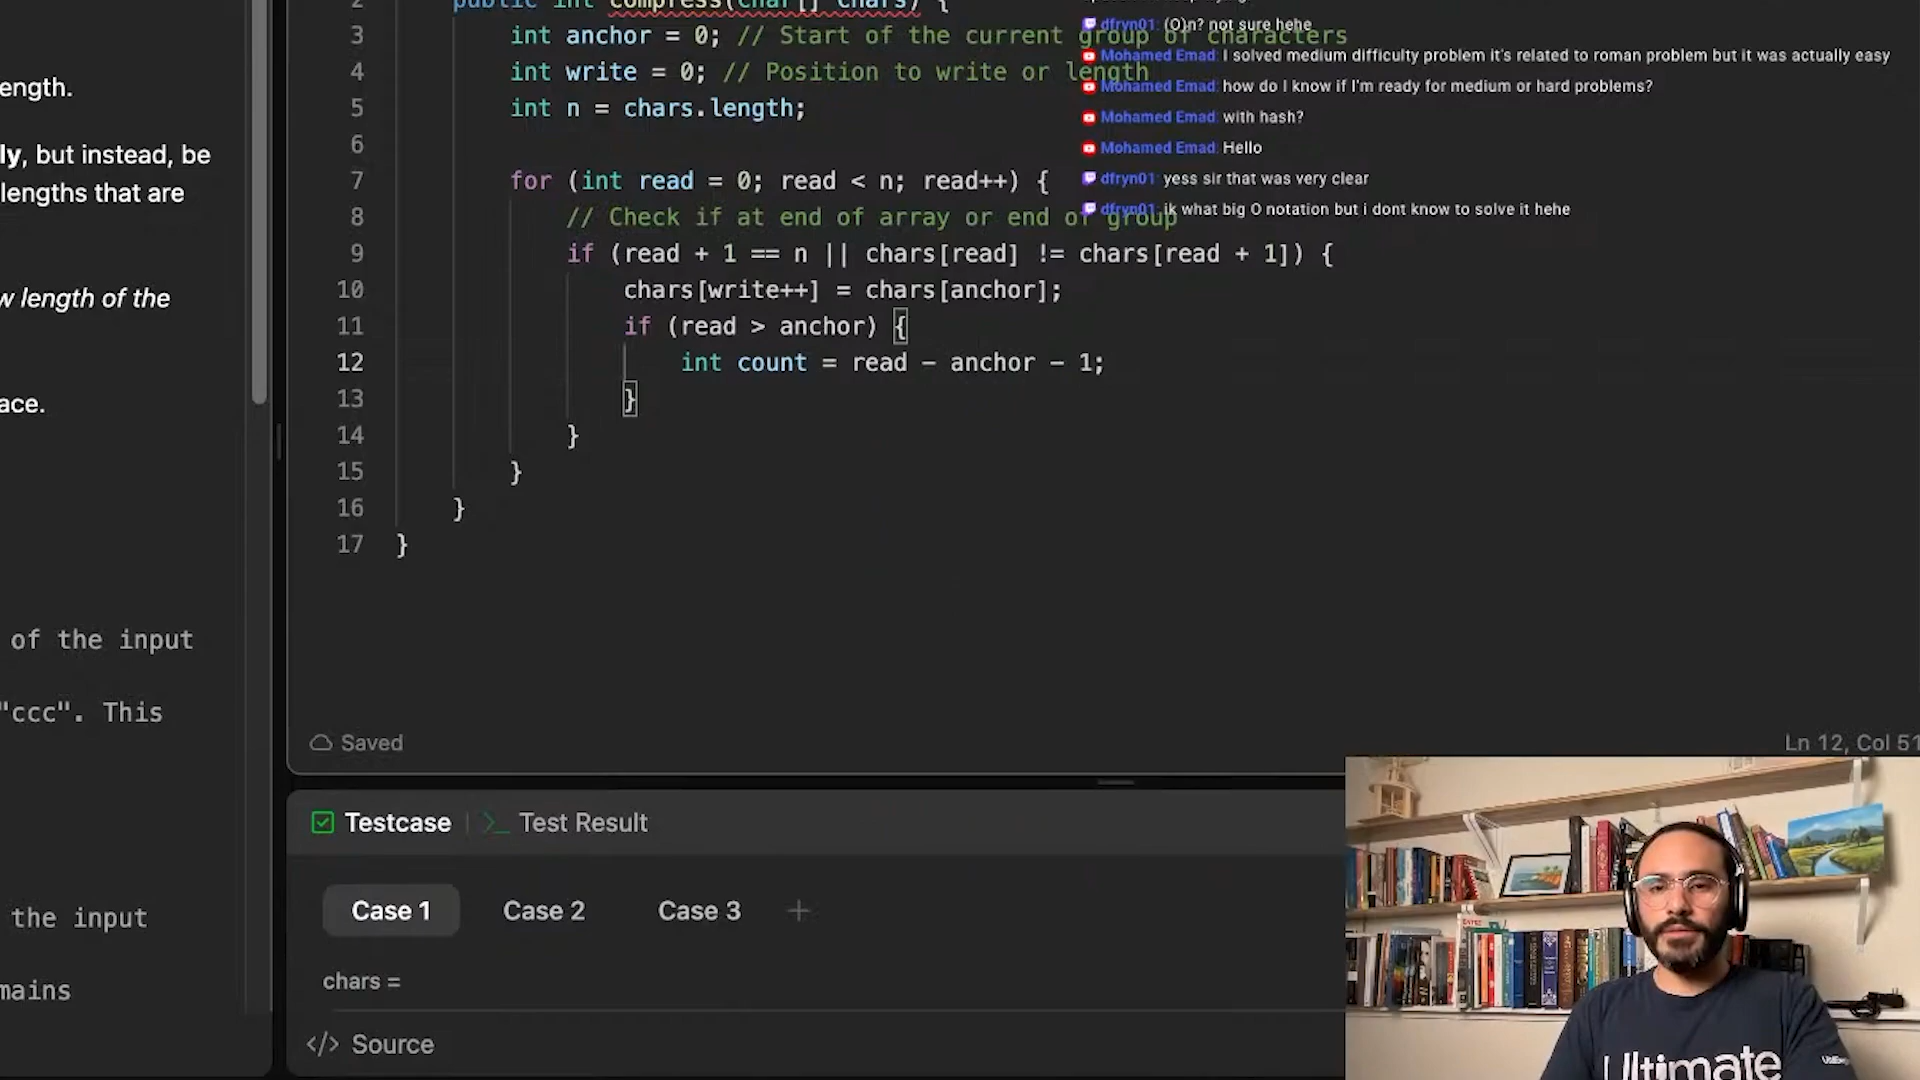 ength.
ly, but instead, be
lengths that are
w length of the
ace.
of the input
"ccc". This
the input
mains
2 public int compress(char[] chars) {
3 int anchor = 0; // Start of the current group of characters
4 int write = 0; // Position to write or length
5 int n = chars.length;
6
7 for (int read = 0; read < n; read++) {
8 // Check if at end of array or end of group
9 if (read + 1 == n || chars[read] != chars[read + 1]) {
10 chars[write++] = chars[anchor];
11 if (read > anchor) {
12 int count = read - anchor - 1;
13 }
14 }
15 }
16 }
17 }
dfryn01: (O)n? not sure hehe
Mohamed Emad: I solved medium difficulty problem it's related to roman problem but it was actually easy
Mohamed Emad: how do I know if I'm ready for medium or hard problems?
Mohamed Emad: with hash?
Mohamed Emad: Hello
dfryn01: yess sir that was very clear
dfryn01: ik what big O notation but i dont know to solve it hehe
Saved
Ln 12, Col 51
Testcase
Test Result
Case 1 Case 2 Case 3 +
chars =
</> Source
Ultimate